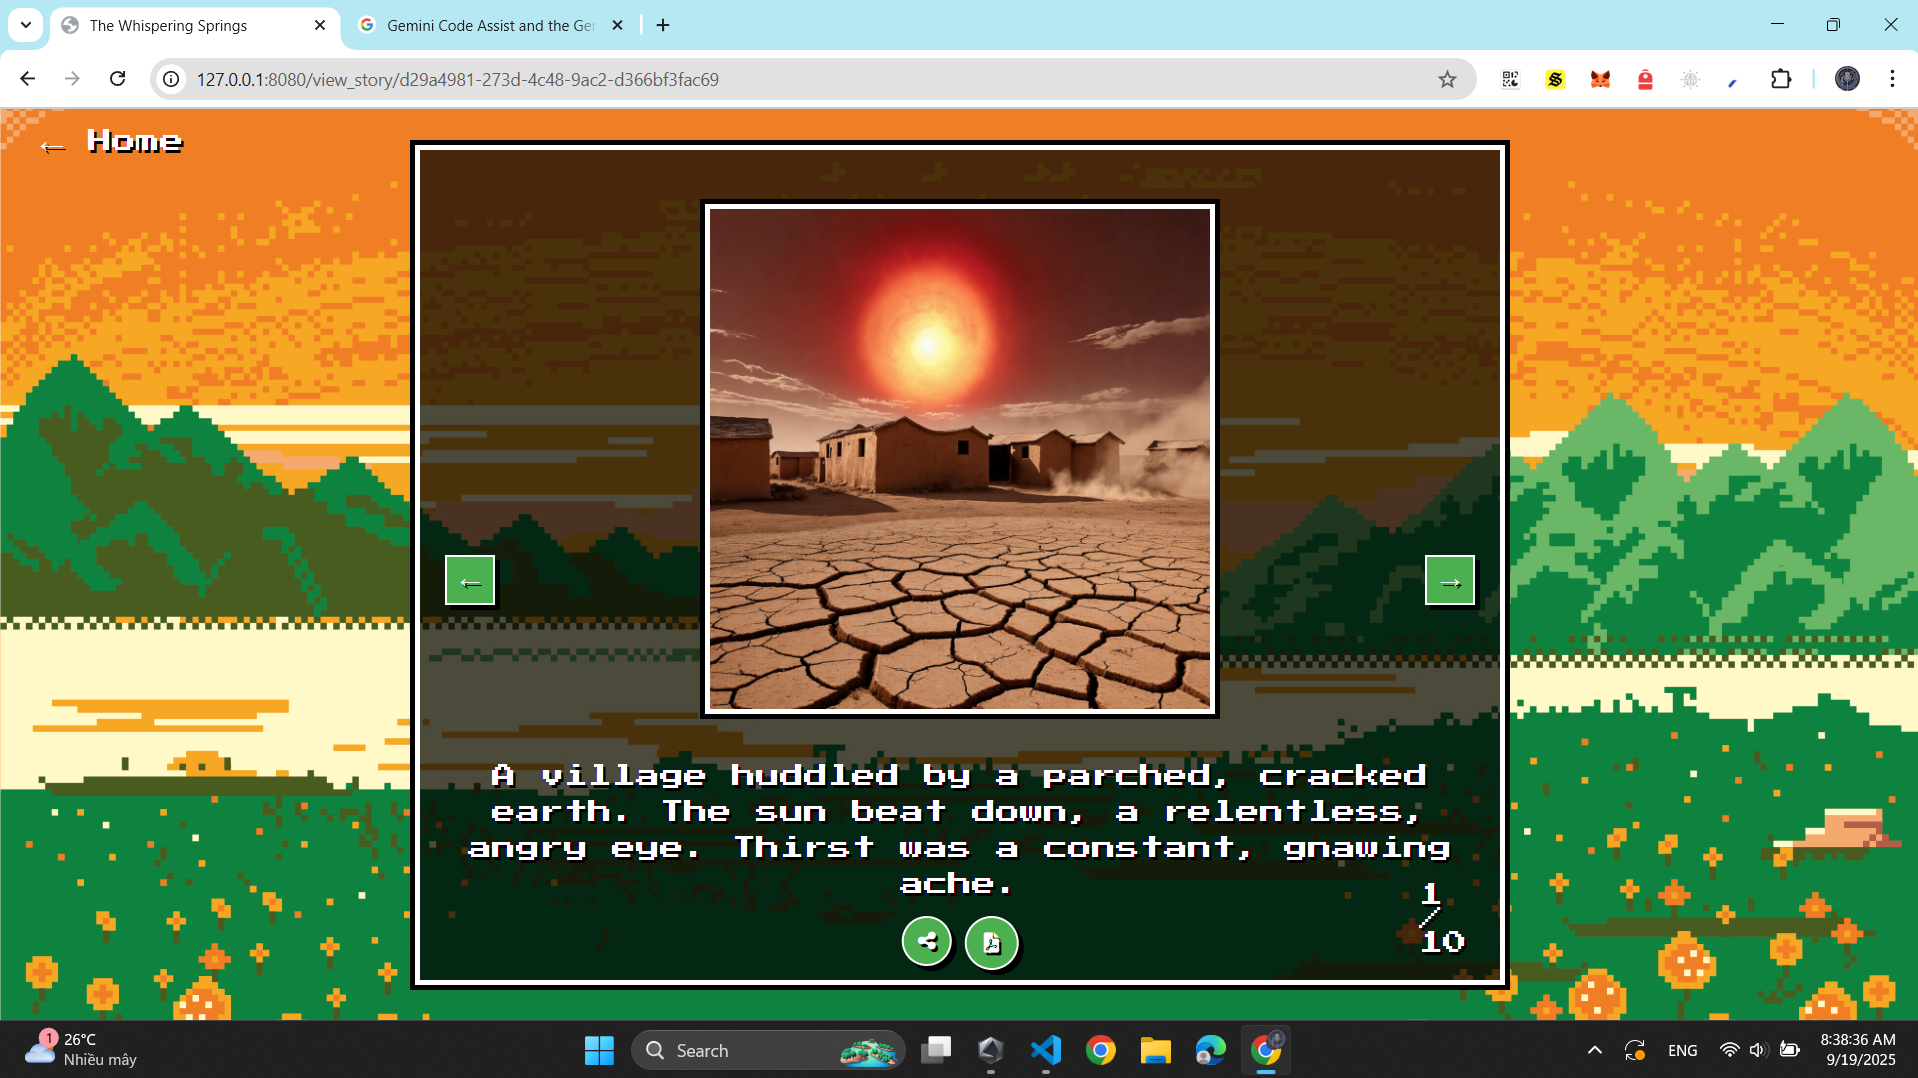 The Whispering Springs
Gemini Code Assist and the Ge
127.0.0.1:8080/view_story/d29a4981-273d-4c48-9ac2-d366bf3fac69
← Home
←
→
A village huddled by a parched, cracked
earth. The sun beat down, a relentless,
angry eye. Thirst was a constant, gnawing
ache.
1
/
10
1
26°C
Nhiều mây
Search
ENG
8:38:36 AM
9/19/2025